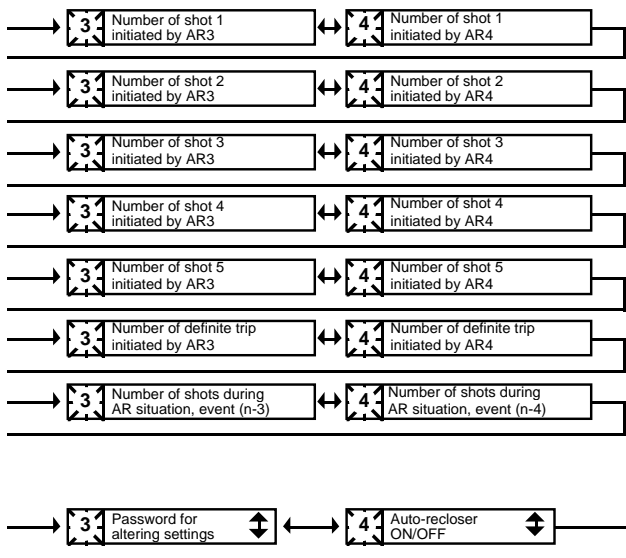 3 Number of shot 1 initiated by AR3 4 Number of shot 1 initiated by AR4
3 Number of shot 2 initiated by AR3 4 Number of shot 2 initiated by AR4
3 Number of shot 3 initiated by AR3 4 Number of shot 3 initiated by AR4
3 Number of shot 4 initiated by AR3 4 Number of shot 4 initiated by AR4
3 Number of shot 5 initiated by AR3 4 Number of shot 5 initiated by AR4
3 Number of definite trip initiated by AR3 4 Number of definite trip initiated by AR4
3 Number of shots during AR situation, event (n-3) 4 Number of shots during AR situation, event (n-4)
3 Password for altering settings 4 Auto-recloser ON/OFF